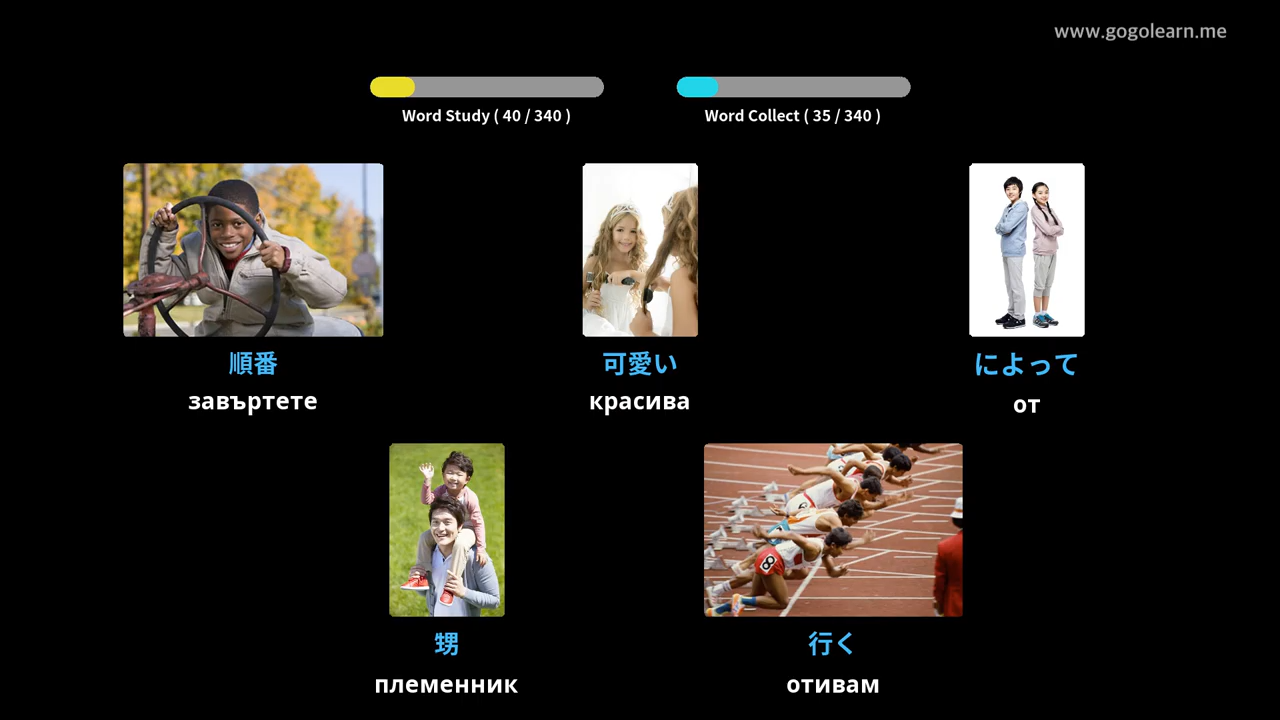 www.gogolearn.me
Word Study ( 40 / 340 )
Word Collect ( 35 / 340 )
順番
завъртете
可愛い
красива
によって
от
甥
племенник
行く
отивам